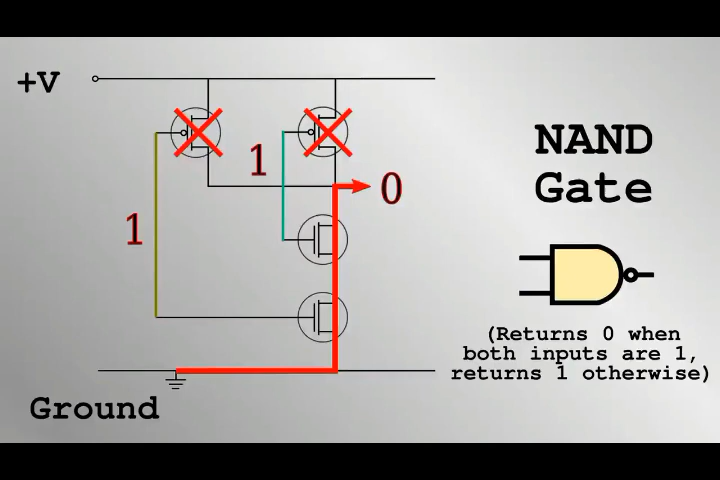 +V
1
1
0
Ground
NAND
Gate
(Returns 0 when
both inputs are 1,
returns 1 otherwise)